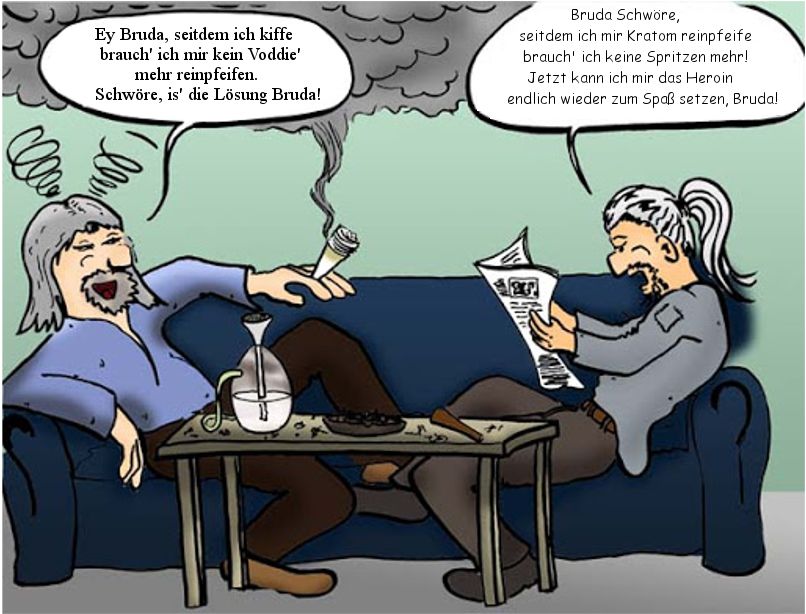 Ey Bruda, seitdem ich kiffe
brauch' ich mir kein Voddie'
mehr reinpfeifen.
Schwöre, is' die Lösung Bruda!
Bruda Schwöre,
seitdem ich mir Kratom reinpfeife
brauch' ich keine Spritzen mehr!
Jetzt kann ich mir das Heroin
endlich wieder zum Spaß setzen, Bruda!